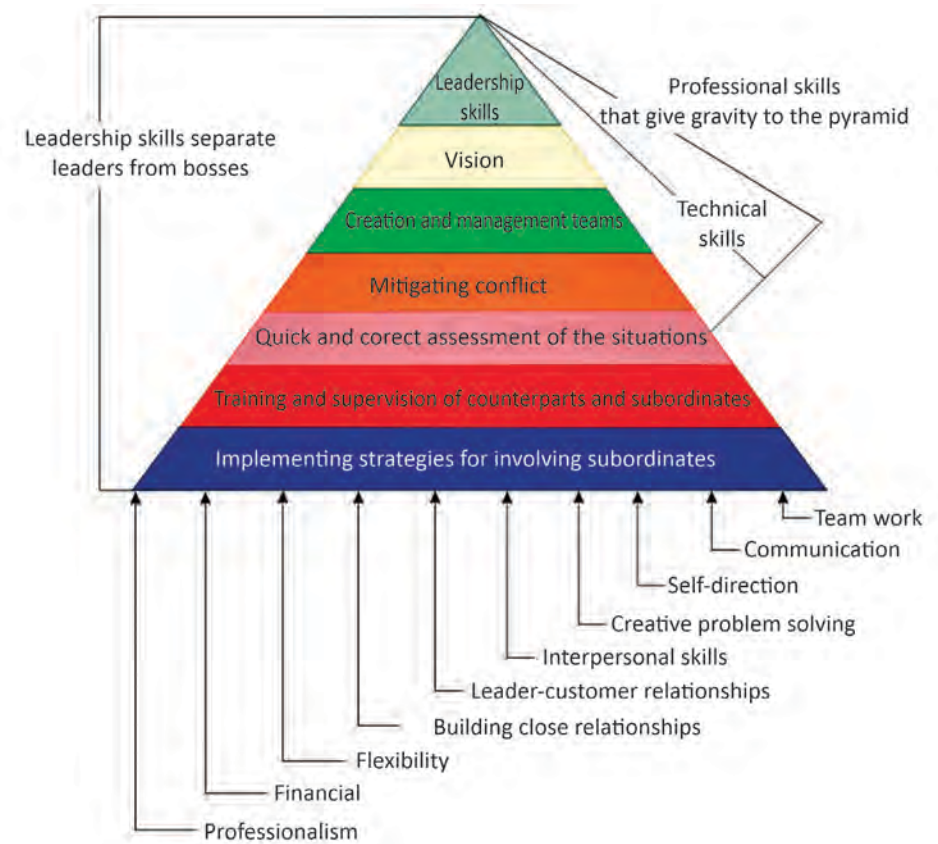 Leadership
skills
Professional skills
that give gravity to the pyramid
Leadership skills separate
leaders from bosses
Vision
Technical
skills
Creation and management teams
Mitigating conflict
Quick and corect assessment of the situations
Training and supervision of counterparts and subordinates
Implementing strategies for involving subordinates
Team work
Communication
Self-direction
Creative problem solving
Interpersonal skills
Leader-customer relationships
Building close relationships
Flexibility
Financial
Professionalism